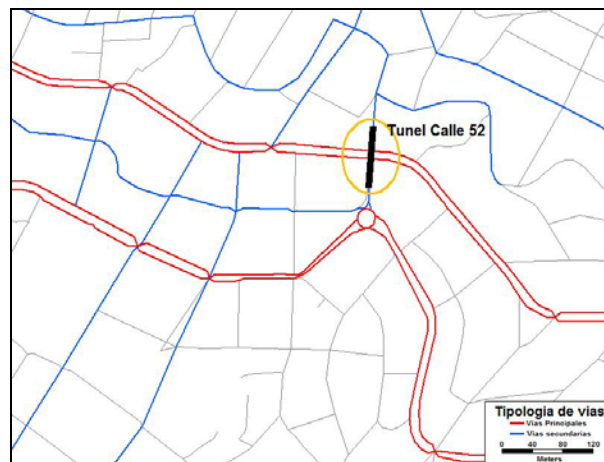 Tunel Calle 52
Tipologia de vias
Vias Principales
Vias secundarias
0 40 80 120
Meters